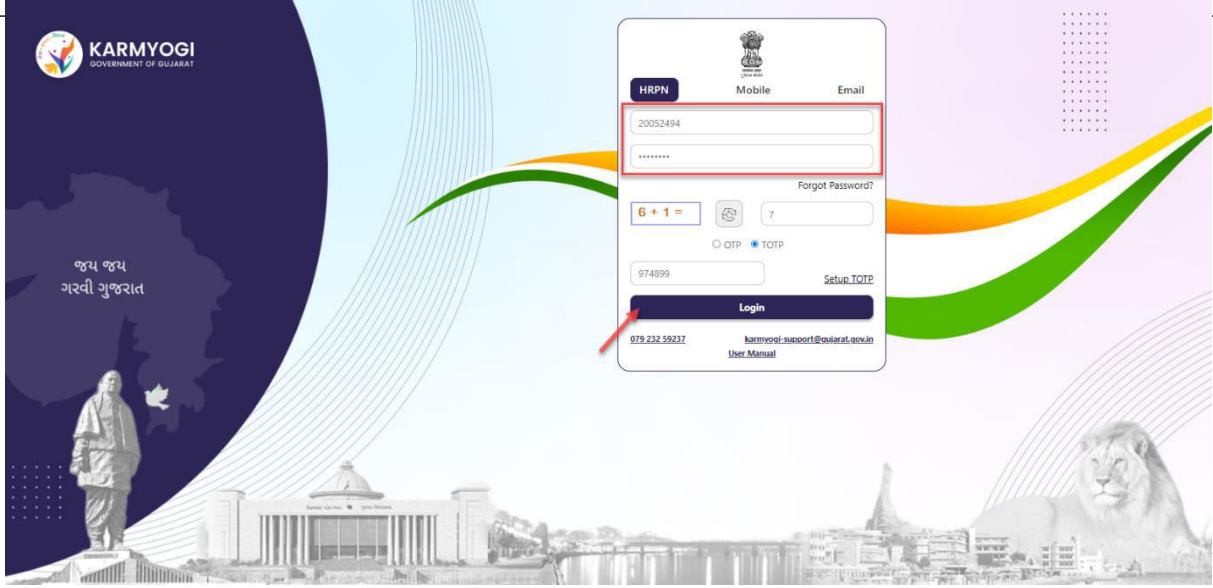 KARMYOGI
GOVERNMENT OF GUJARAT
જય જય
ગરવી ગુજરાત
HRPN Mobile Email
20052494
••••••••
Forgot Password?
6 + 1 = 7
OTP TOTP
974899 Setup TOTP
Login
079 232 59237 karmyogi-support@gujarat.gov.in
User Manual